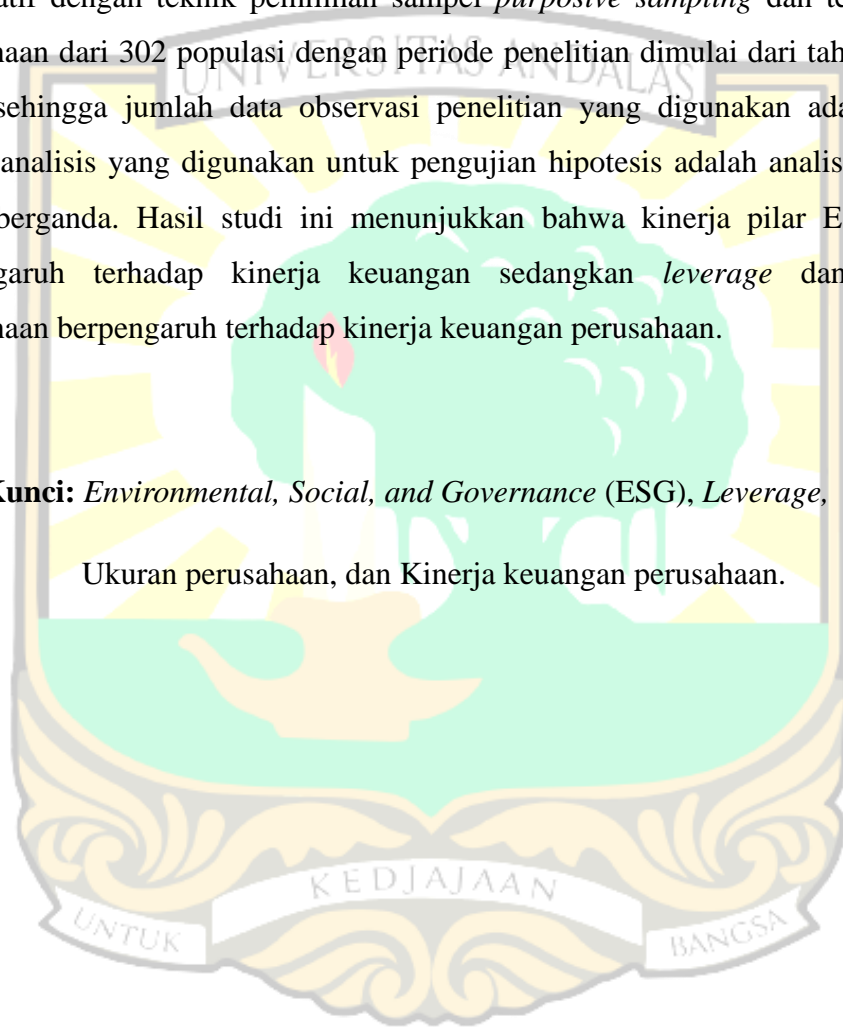 atif dengan teknik pemilihan sampel purposive sampling dan te
naan dari 302 populasi dengan periode penelitian dimulai dari tah
sehingga jumlah data observasi penelitian yang digunakan ada
analisis yang digunakan untuk pengujian hipotesis adalah analis
berganda. Hasil studi ini menunjukkan bahwa kinerja pilar E
garuh terhadap kinerja keuangan sedangkan leverage dan
naan berpengaruh terhadap kinerja keuangan perusahaan.
Kunci: Environmental, Social, and Governance (ESG), Leverage,
Ukuran perusahaan, dan Kinerja keuangan perusahaan.
UNIVERSITAS ANDALAS
UNTUK KEDJAJAAN BANGSA